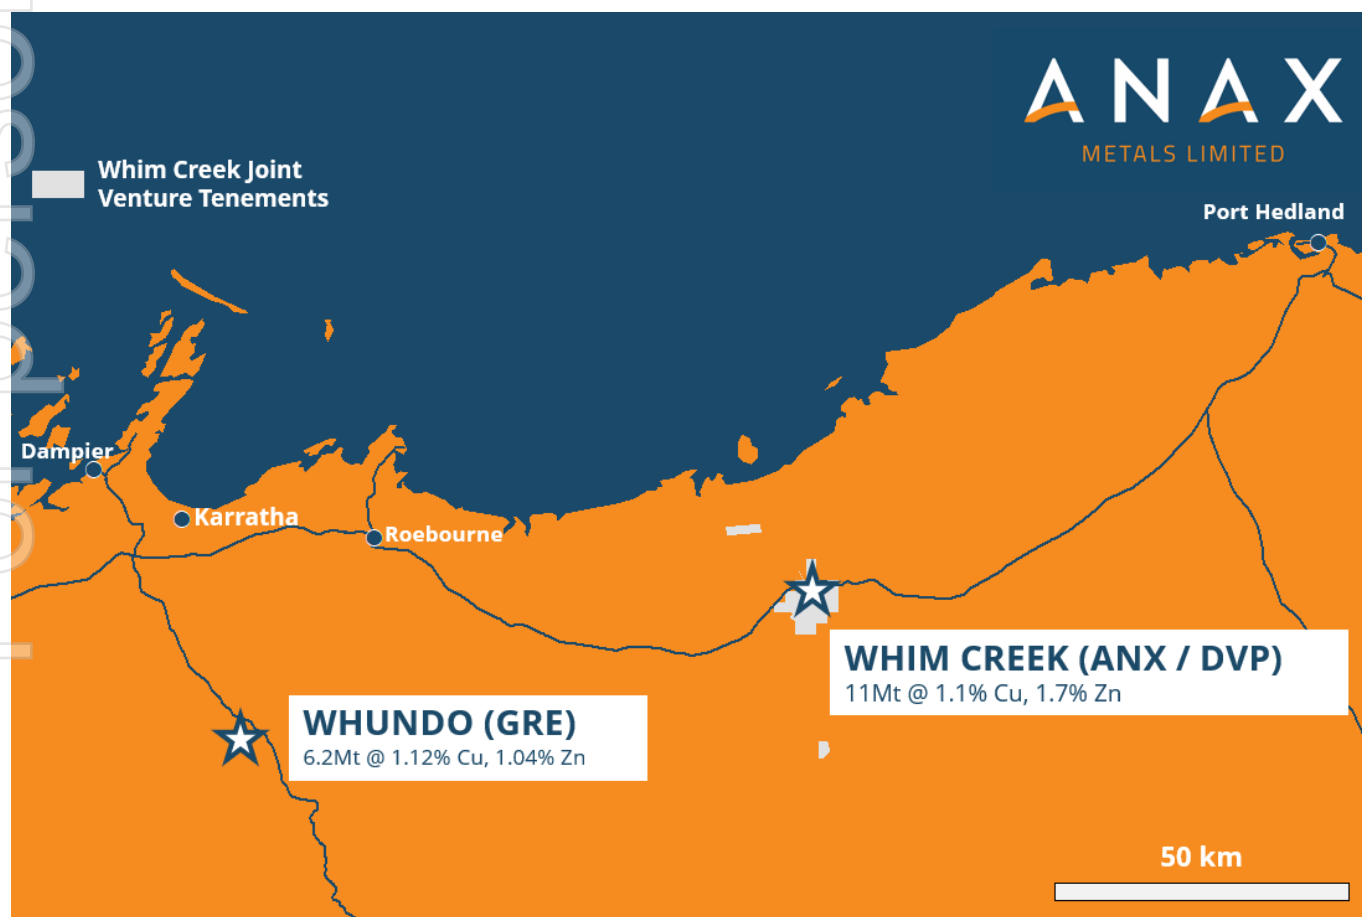 ANAX
METALS LIMITED
Whim Creek Joint
Venture Tenements
Port Hedland
Dampier
Karratha
Roebourne
WHIM CREEK (ANX / DVP)
11Mt @ 1.1% Cu, 1.7% Zn
WHUNDO (GRE)
6.2Mt @ 1.12% Cu, 1.04% Zn
50 km